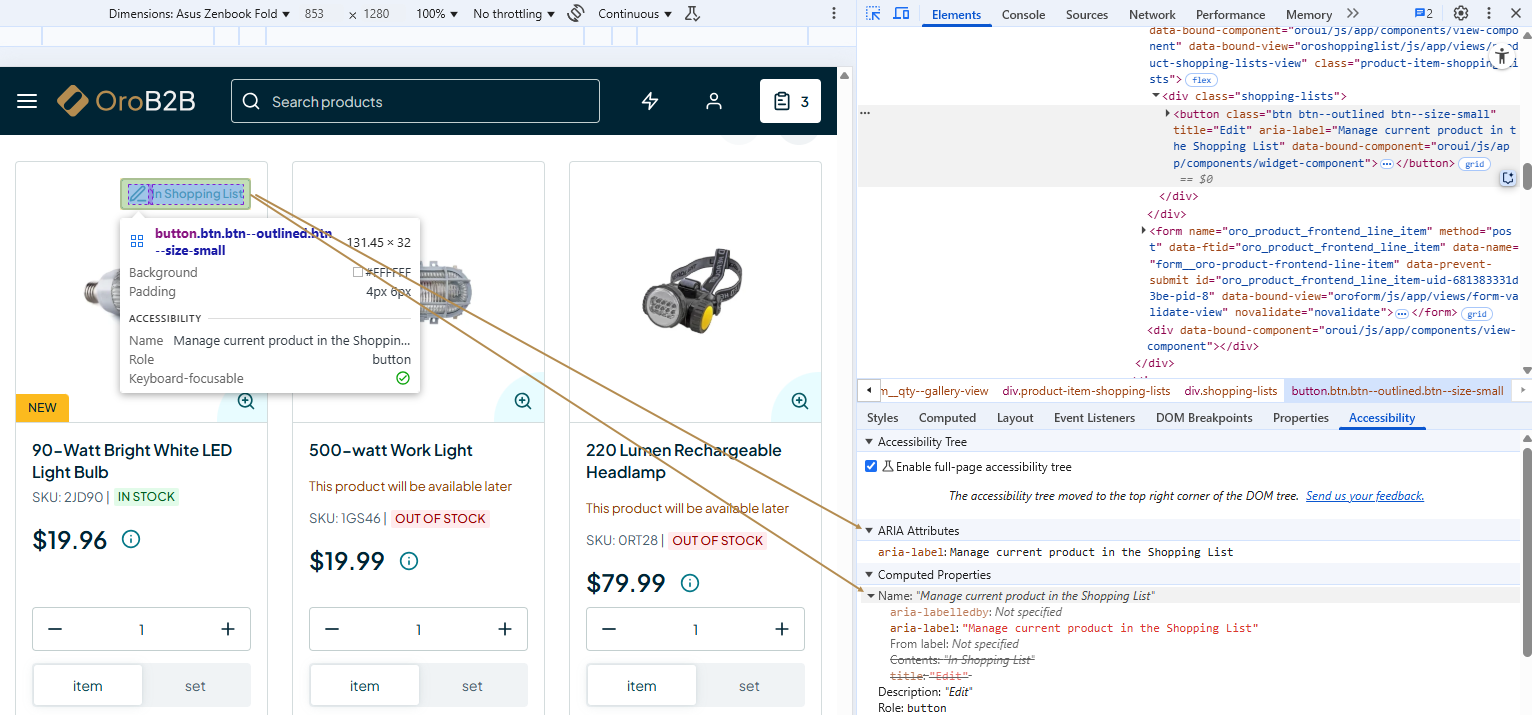 Dimensions: Asus Zenbook Fold 853 × 1280 100% No throttling Continuous
Elements Console Sources Network Performance Memory 2
OroB2B
Search products
3
In Shopping List
button.btn.btn--outlined.btn
--size-small
131.45 × 32
Background #FFFFFF
Padding 4px 6px
ACCESSIBILITY
Name Manage current product in the Shoppin...
Role button
Keyboard-focusable
NEW
90-Watt Bright White LED
Light Bulb
SKU: 2JD90 | IN STOCK
$19.96
1
item set
500-watt Work Light
This product will be available later
SKU: 1GS46 | OUT OF STOCK
$19.99
1
item set
220 Lumen Rechargeable
Headlamp
This product will be available later
SKU: 0RT28 | OUT OF STOCK
$79.99
1
item set
data-bound-component="oroui/js/app/components/view-compo
nent" data-bound-view="oroshoppinglist/js/app/views/prod
uct-shopping-lists-view" class="product-item-shopping-li
sts"> flex
<div class="shopping-lists">
<button class="btn btn--outlined btn--size-small"
title="Edit" aria-label="Manage current product in t
he Shopping List" data-bound-component="oroui/js/ap
p/components/widget-component"> </button> grid
== $0
</div>
</div>
<form name="oro_product_frontend_line_item" method="pos
t" data-ftid="oro_product_frontend_line_item" data-name=
"form__oro-product-frontend-line-item" data-prevent-
submit id="oro_product_frontend_line_item-uid-681383331d
3be-pid-8" data-bound-view="oroform/js/app/views/form-va
lidate-view" novalidate="novalidate"> </form> grid
<div data-bound-component="oroui/js/app/components/view-
component"></div>
</div>
m__qty--gallery-view div.product-item-shopping-lists div.shopping-lists button.btn.btn--outlined.btn--size-small
Styles Computed Layout Event Listeners DOM Breakpoints Properties Accessibility
Accessibility Tree
Enable full-page accessibility tree
The accessibility tree moved to the top right corner of the DOM tree. Send us your feedback.
ARIA Attributes
aria-label: Manage current product in the Shopping List
Computed Properties
Name: "Manage current product in the Shopping List"
aria-labelledby: Not specified
aria-label: "Manage current product in the Shopping List"
From label: Not specified
Contents: "In Shopping List"
title: "Edit"
Description: "Edit"
Role: button